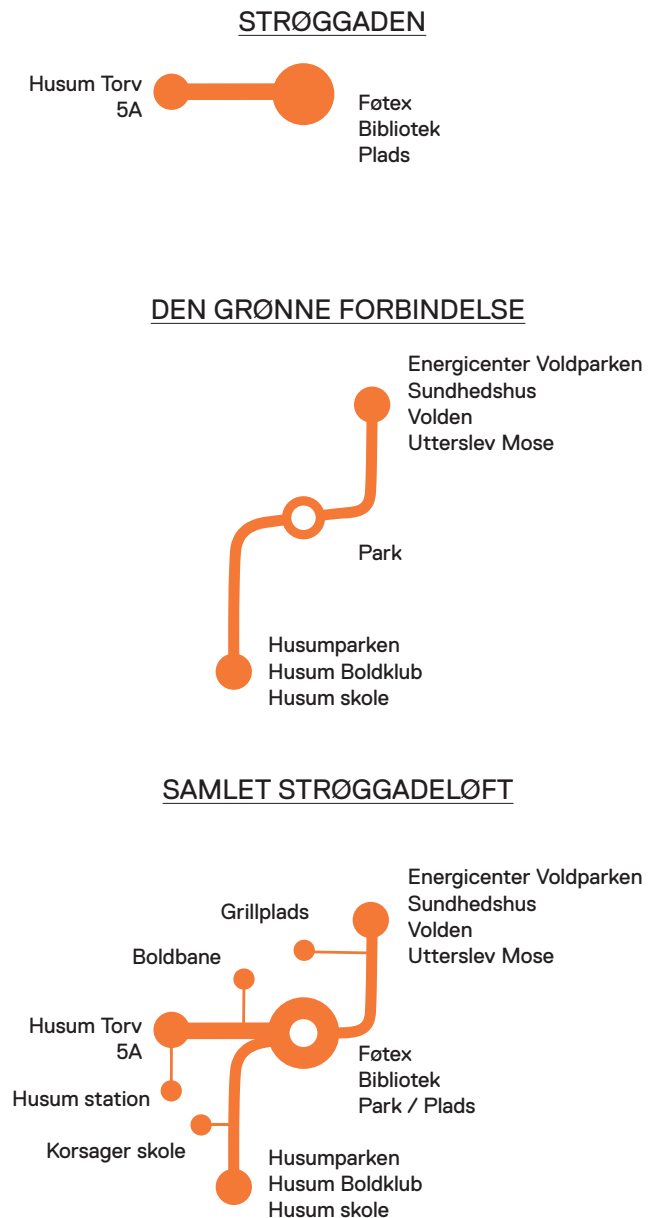 STRØGGADEN
Husum Torv
5A
Føtex
Bibliotek
Plads
DEN GRØNNE FORBINDELSE
Energicenter Voldparken
Sundhedshus
Volden
Utterslev Mose
Park
Husumparken
Husum Boldklub
Husum skole
SAMLET STRØGGADELØFT
Energicenter Voldparken
Sundhedshus
Volden
Utterslev Mose
Grillplads
Boldbane
Husum Torv
5A
Føtex
Bibliotek
Park / Plads
Husum station
Korsager skole
Husumparken
Husum Boldklub
Husum skole